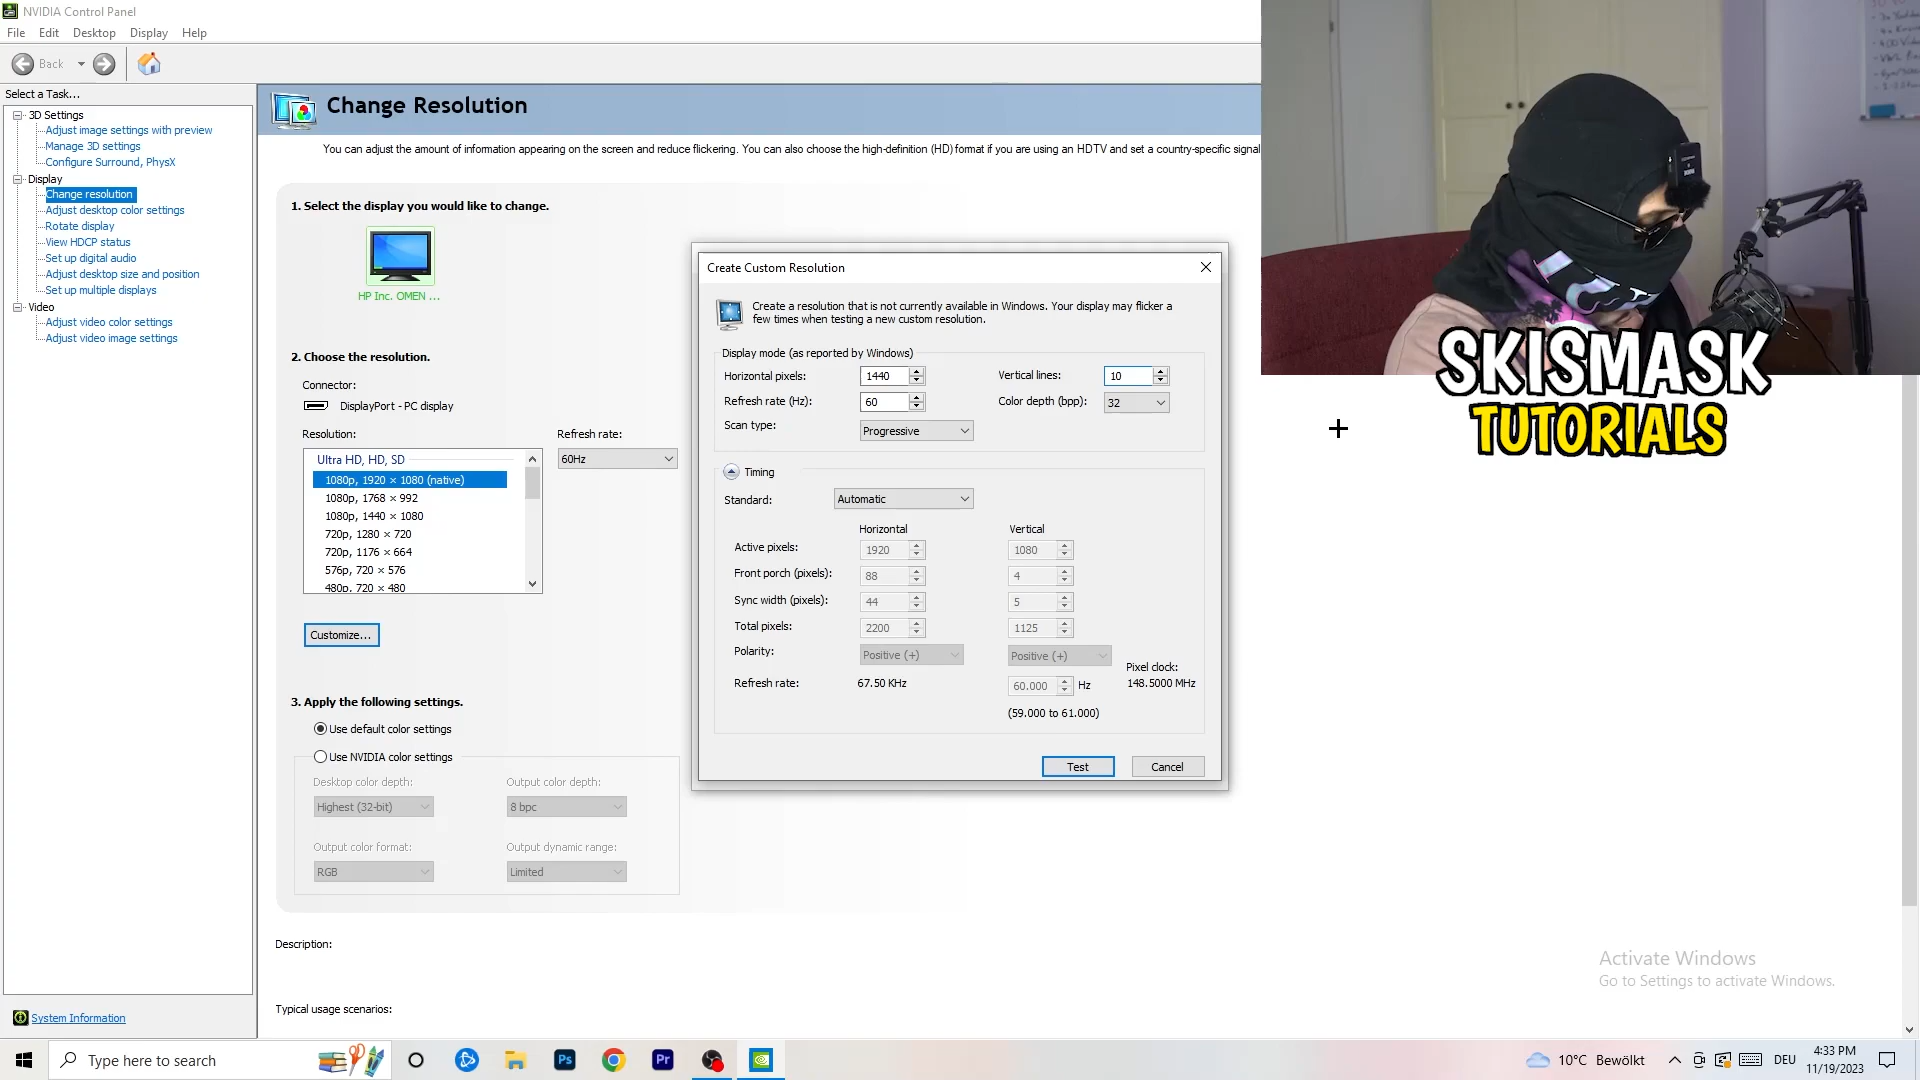 NVIDIA Control Panel
File Edit Desktop Display Help
Back
Select a Task...
3D Settings
Adjust image settings with preview
Manage 3D settings
Configure Surround, PhysX
Display
Change resolution
Adjust desktop color settings
Rotate display
View HDCP status
Set up digital audio
Adjust desktop size and position
Set up multiple displays
Video
Adjust video color settings
Adjust video image settings
System Information
Change Resolution
You can adjust the amount of information appearing on the screen and reduce flickering. You can also choose the high-definition (HD) format if you are using an HDTV and set a country-specific signal
1. Select the display you would like to change.
HP Inc. OMEN ...
2. Choose the resolution.
Connector:
DisplayPort - PC display
Resolution:
Refresh rate:
Ultra HD, HD, SD
60Hz
1080p, 1920 × 1080 (native)
1080p, 1768 × 992
1080p, 1440 × 1080
720p, 1280 × 720
720p, 1176 × 664
576p, 720 × 576
480p, 720 × 480
Customize...
3. Apply the following settings.
Use default color settings
Use NVIDIA color settings
Desktop color depth: Output color depth:
Highest (32-bit) 8 bpc
Output color format: Output dynamic range:
RGB Limited
Description:
Typical usage scenarios:
Create Custom Resolution
Create a resolution that is not currently available in Windows. Your display may flicker a
few times when testing a new custom resolution.
Display mode (as reported by Windows)
Horizontal pixels: 1440 Vertical lines: 10
Refresh rate (Hz): 60 Color depth (bpp): 32
Scan type: Progressive
Timing
Standard: Automatic
Horizontal Vertical
Active pixels: 1920 1080
Front porch (pixels): 88 4
Sync width (pixels): 44 5
Total pixels: 2200 1125
Polarity: Positive (+) Positive (+)
Pixel clock:
Refresh rate: 67.50 KHz 60.000 Hz 148.5000 MHz
(59.000 to 61.000)
Test Cancel
SKISMASK
TUTORIALS
Activate Windows
Go to Settings to activate Windows.
Type here to search
Ps
Pr
10°C Bewölkt
DEU
4:33 PM
11/19/2023